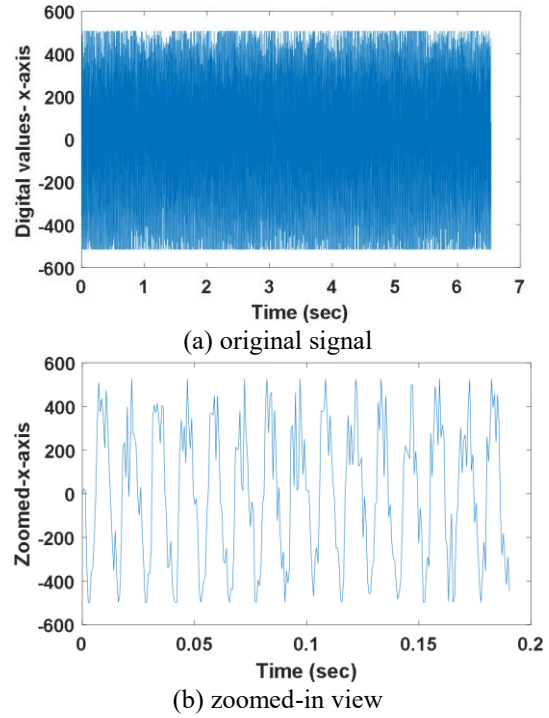 600
400
200
0
-200
-400
-600
Digital values- x-axis
0 1 2 3 4 5 6 7
Time (sec)
(a) original signal
600
400
200
0
-200
-400
-600
Zoomed-x-axis
0 0.05 0.1 0.15 0.2
Time (sec)
(b) zoomed-in view